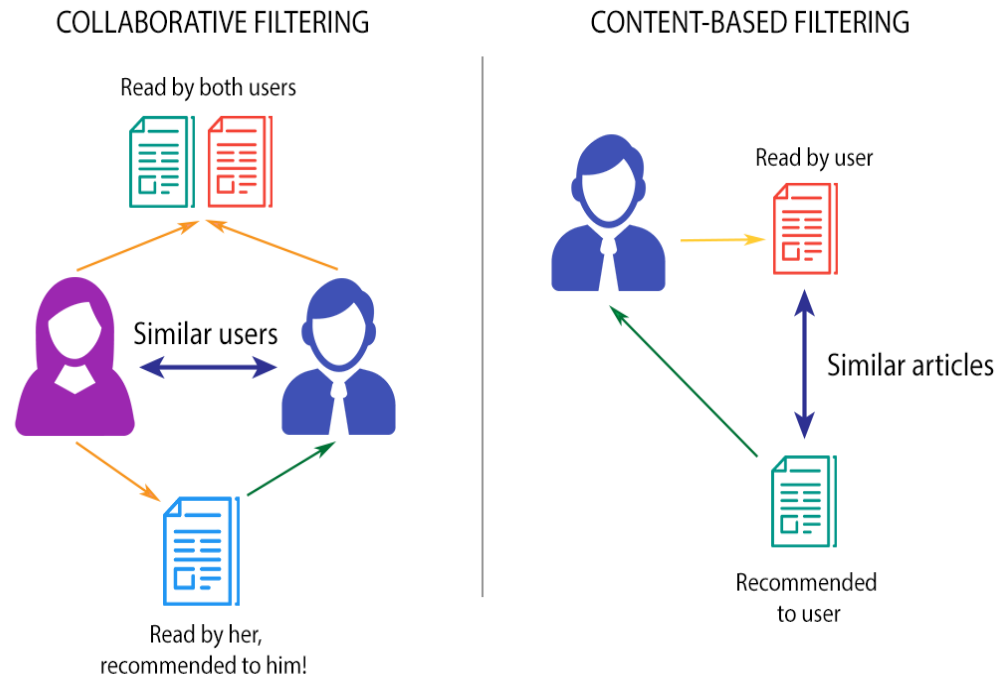 COLLABORATIVE FILTERING
Read by both users
Similar users
Read by her,
recommended to him!
CONTENT-BASED FILTERING
Read by user
Similar articles
Recommended
to user